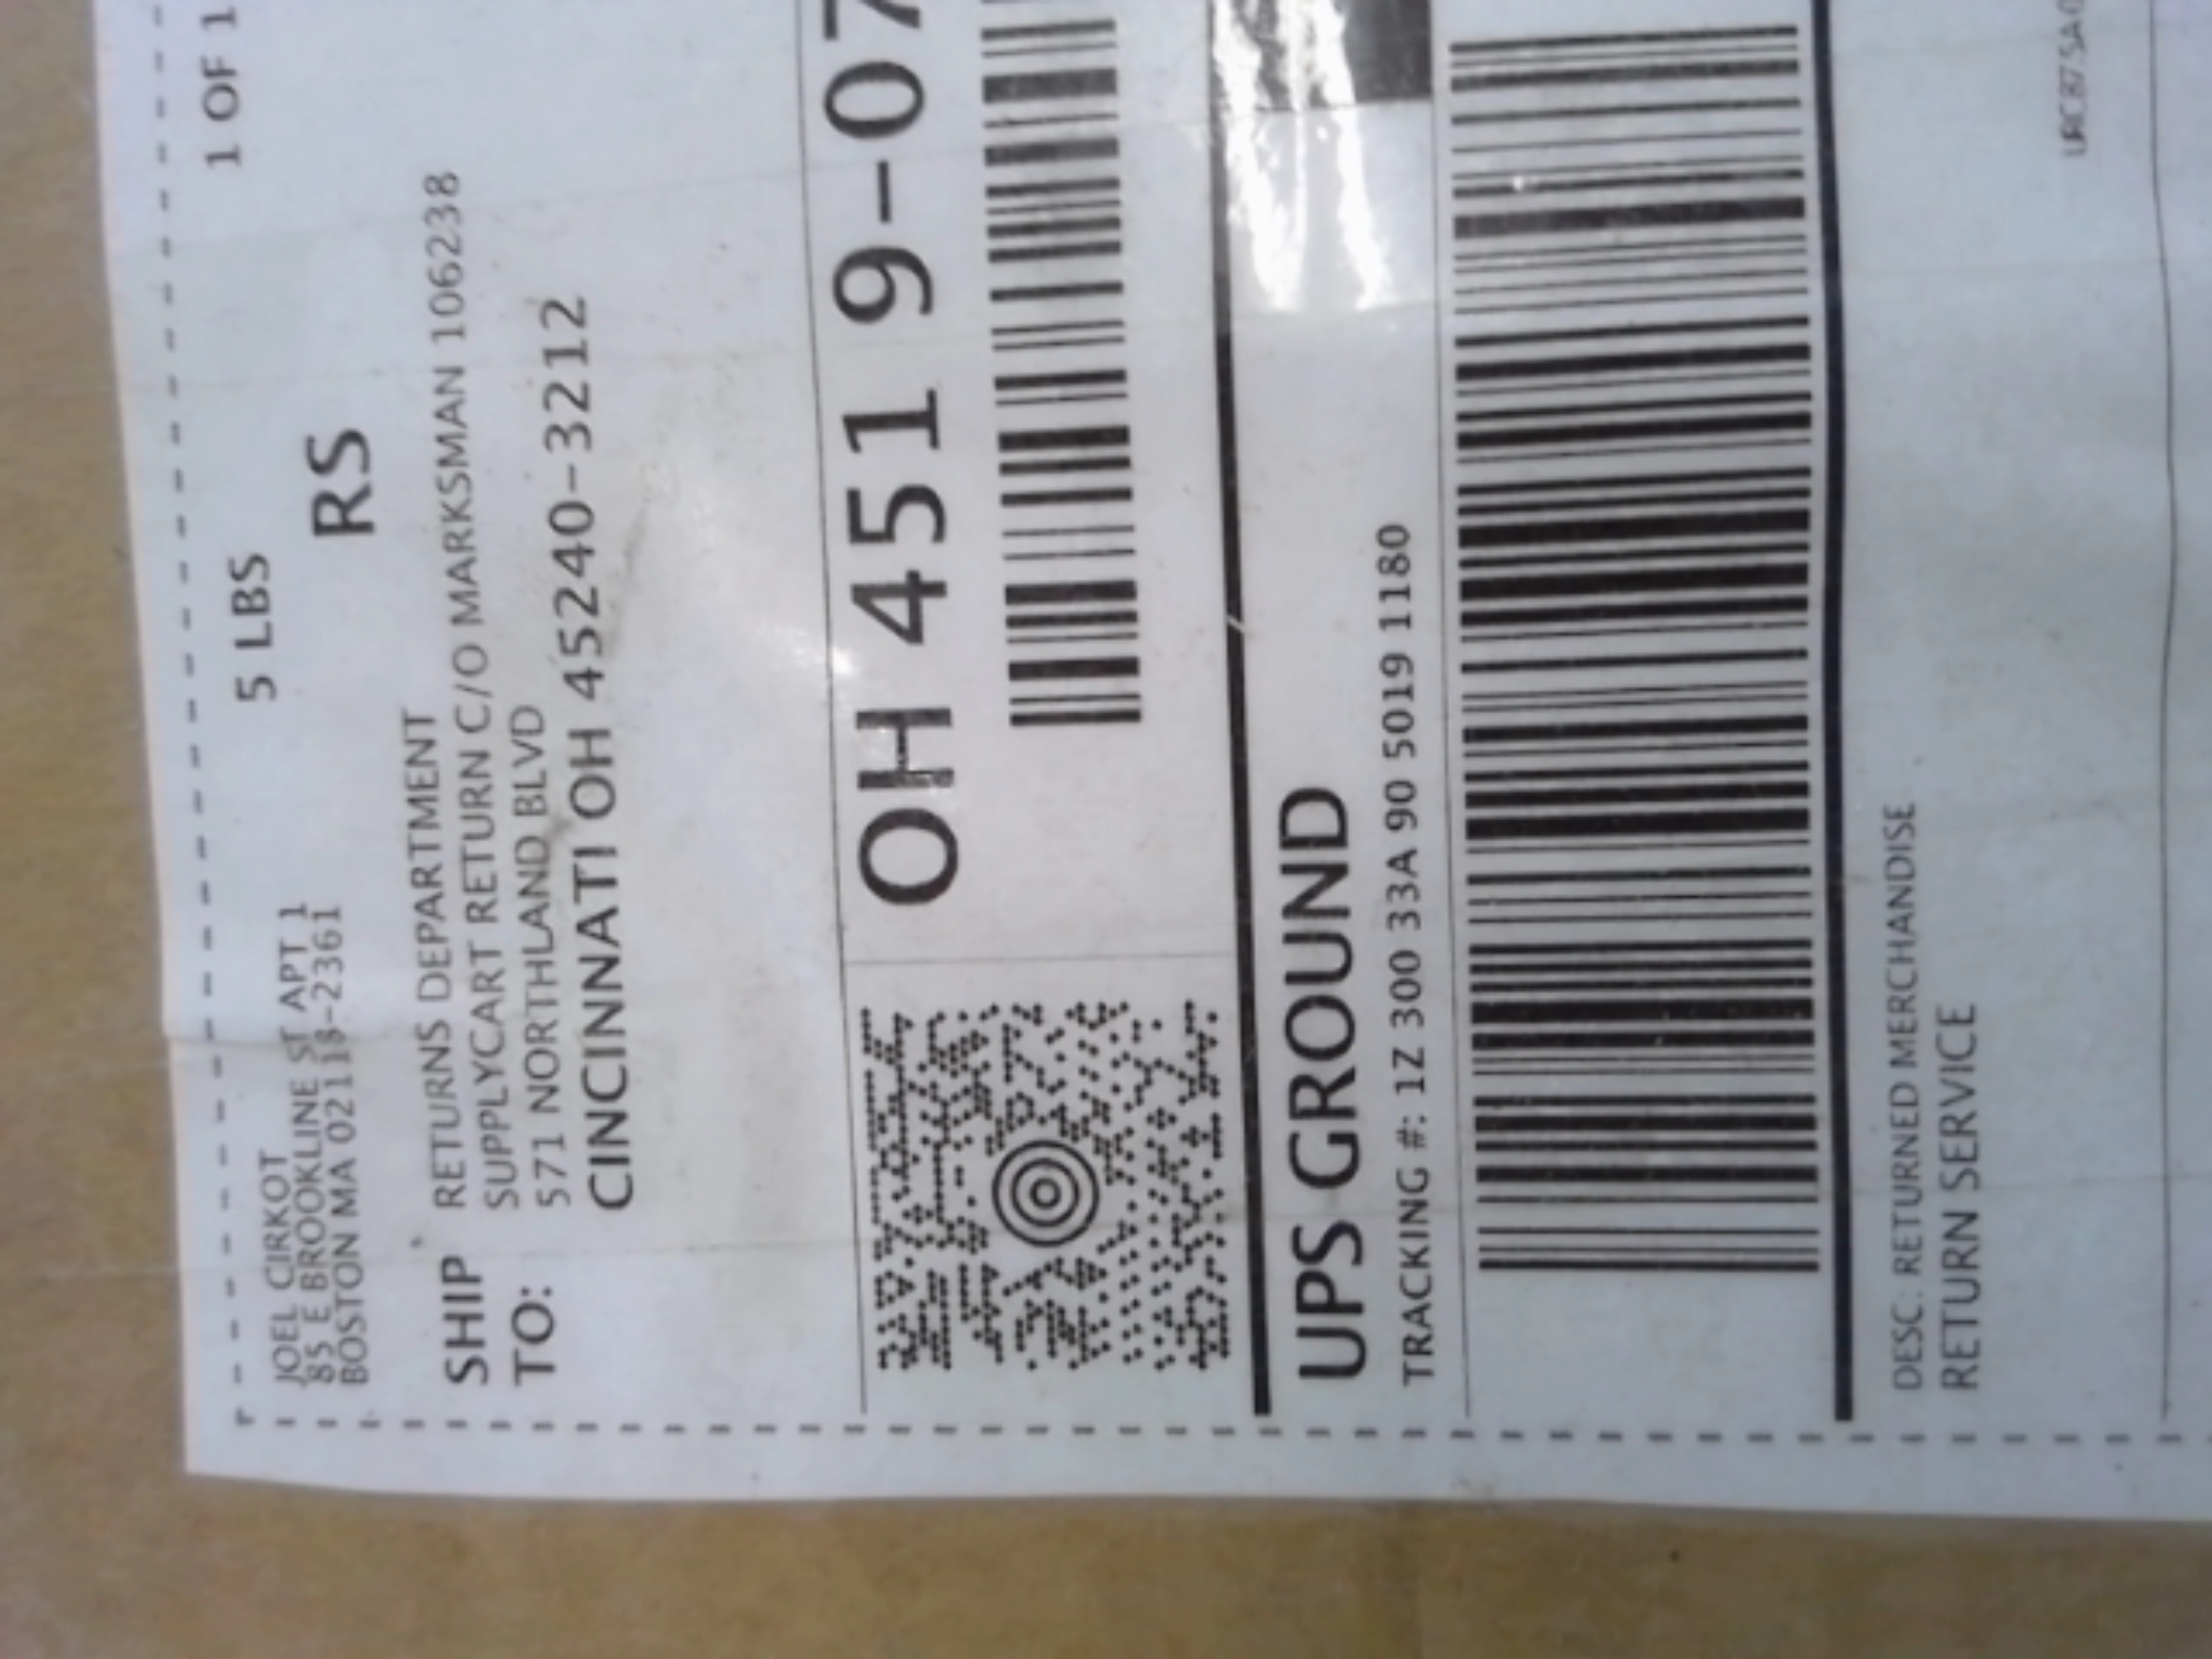 1 OF 1
5 LBS
JOEL CIRKOT
85 E BROOKLINE ST APT 1
BOSTON MA 02118-2361
RS
SHIP TO:
RETURNS DEPARTMENT
SUPPLYCART RETURN C/O MARKSMAN 106238
571 NORTHLAND BLVD
CINCINNATI OH 45240-3212
OH 451 9-07
UPS GROUND
TRACKING #: 1Z 300 33A 90 5019 1180
DESC: RETURNED MERCHANDISE
RETURN SERVICE